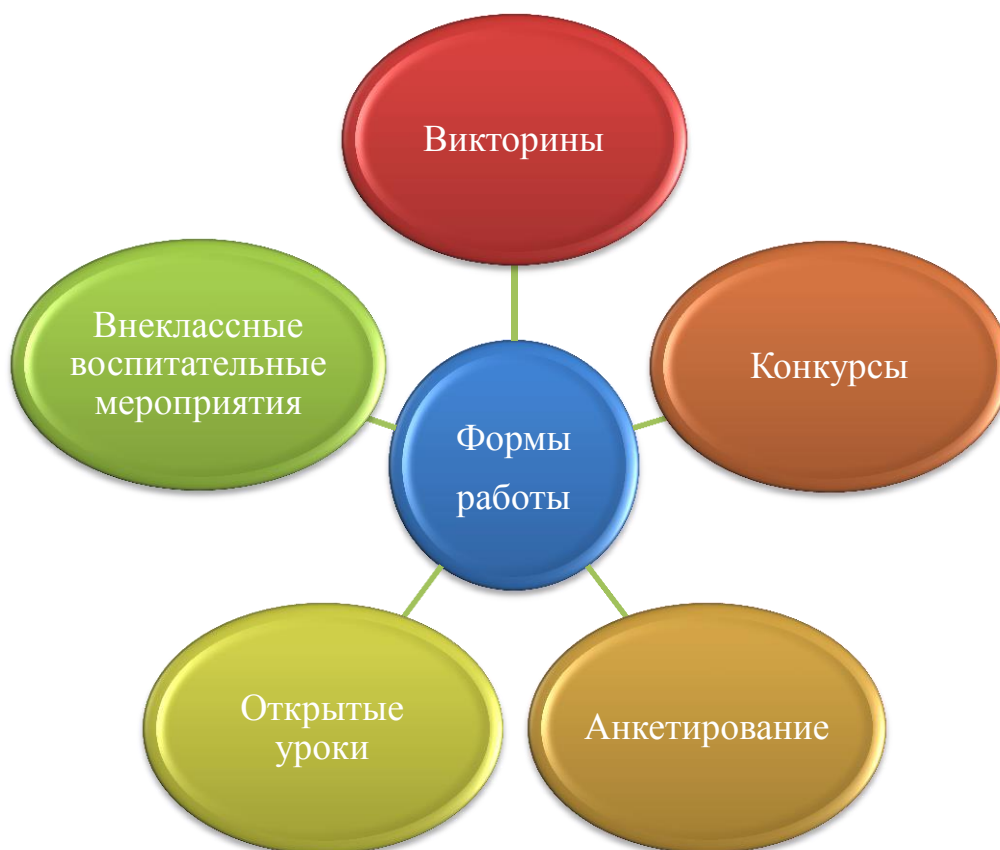 Викторины
Внеклассные
воспитательные
мероприятия
Конкурсы
Формы
работы
Открытые
уроки
Анкетирование